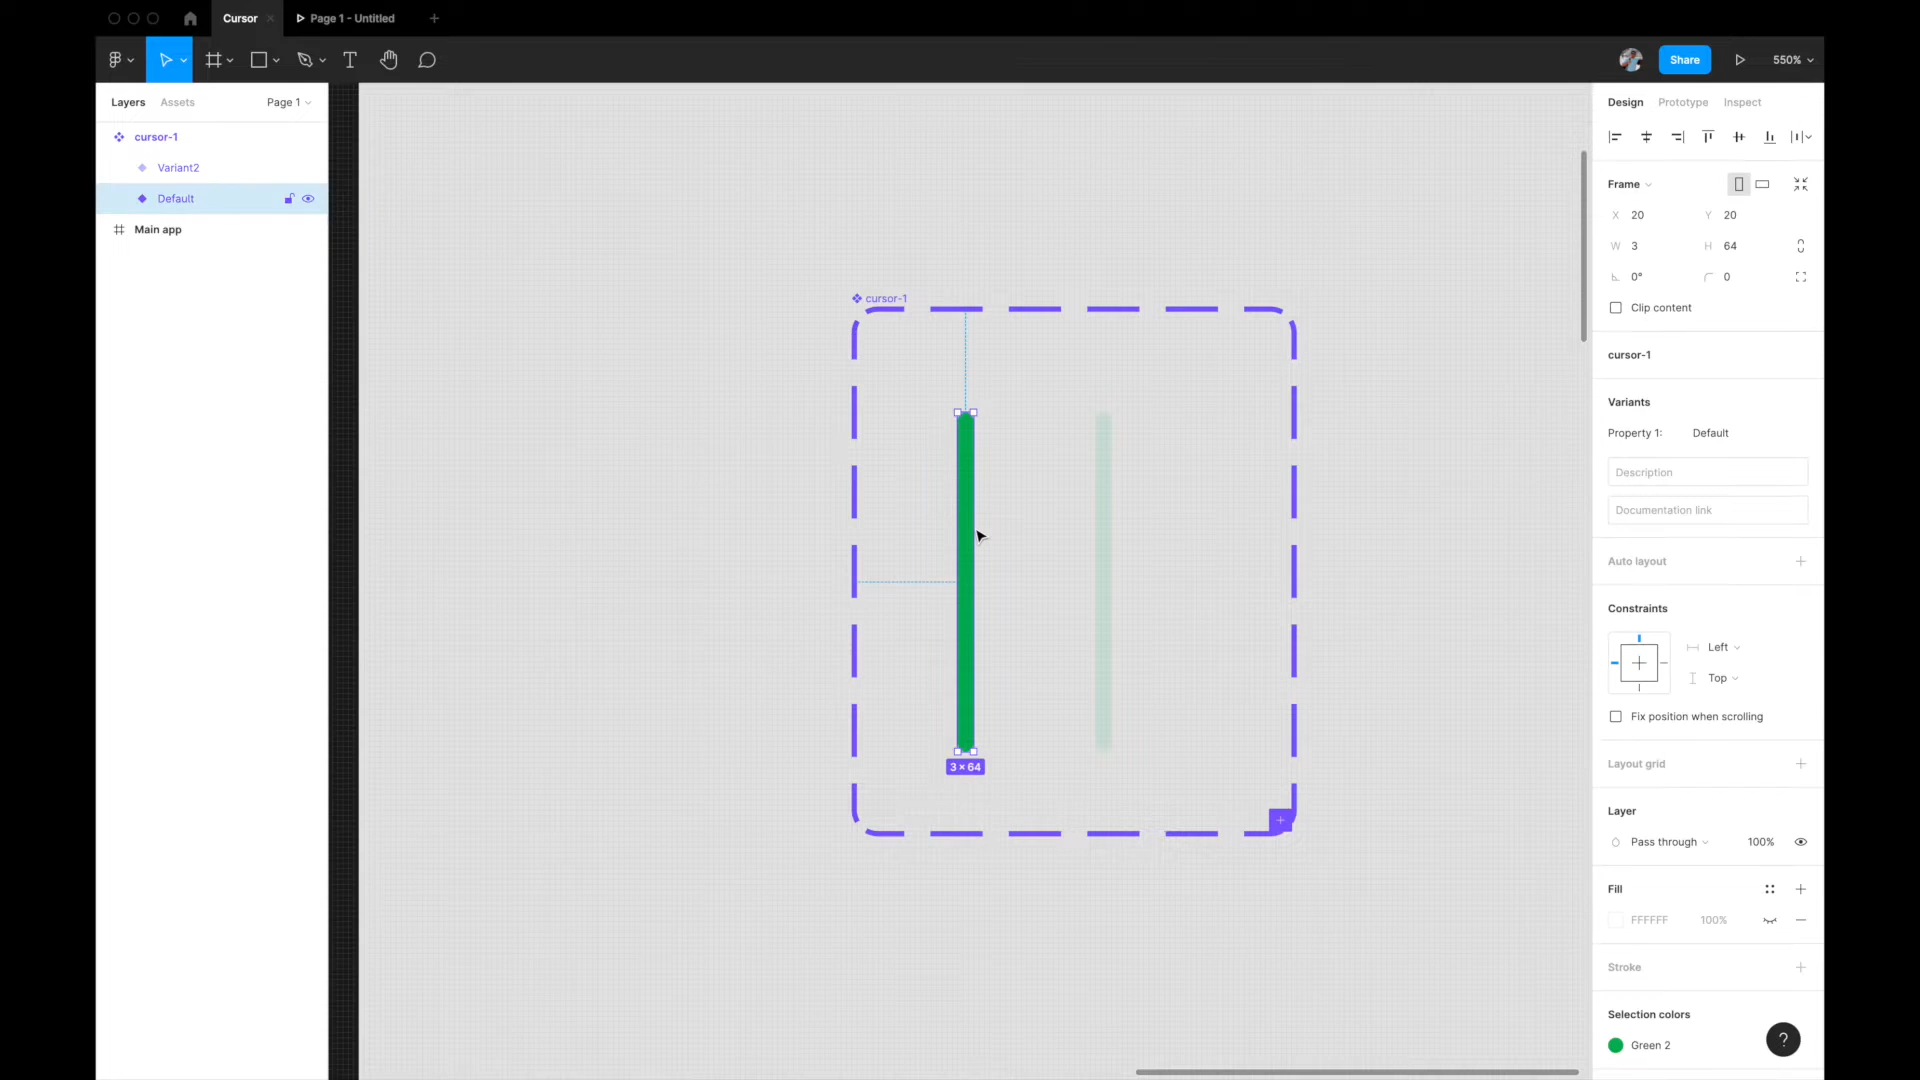 Cursor
Page 1 - Untitled
T
Share
550%
Layers
Assets
Page 1
cursor-1
Variant2
Default
Main app
cursor-1
3 × 64
Design
Prototype
Inspect
Frame
X 20
Y 20
W 3
H 64
0°
0
Clip content
cursor-1
Variants
Property 1:
Default
Description
Documentation link
Auto layout
Constraints
Left
Top
Fix position when scrolling
Layout grid
Layer
Pass through
100%
Fill
FFFFFF
100%
Stroke
Selection colors
Green 2
?